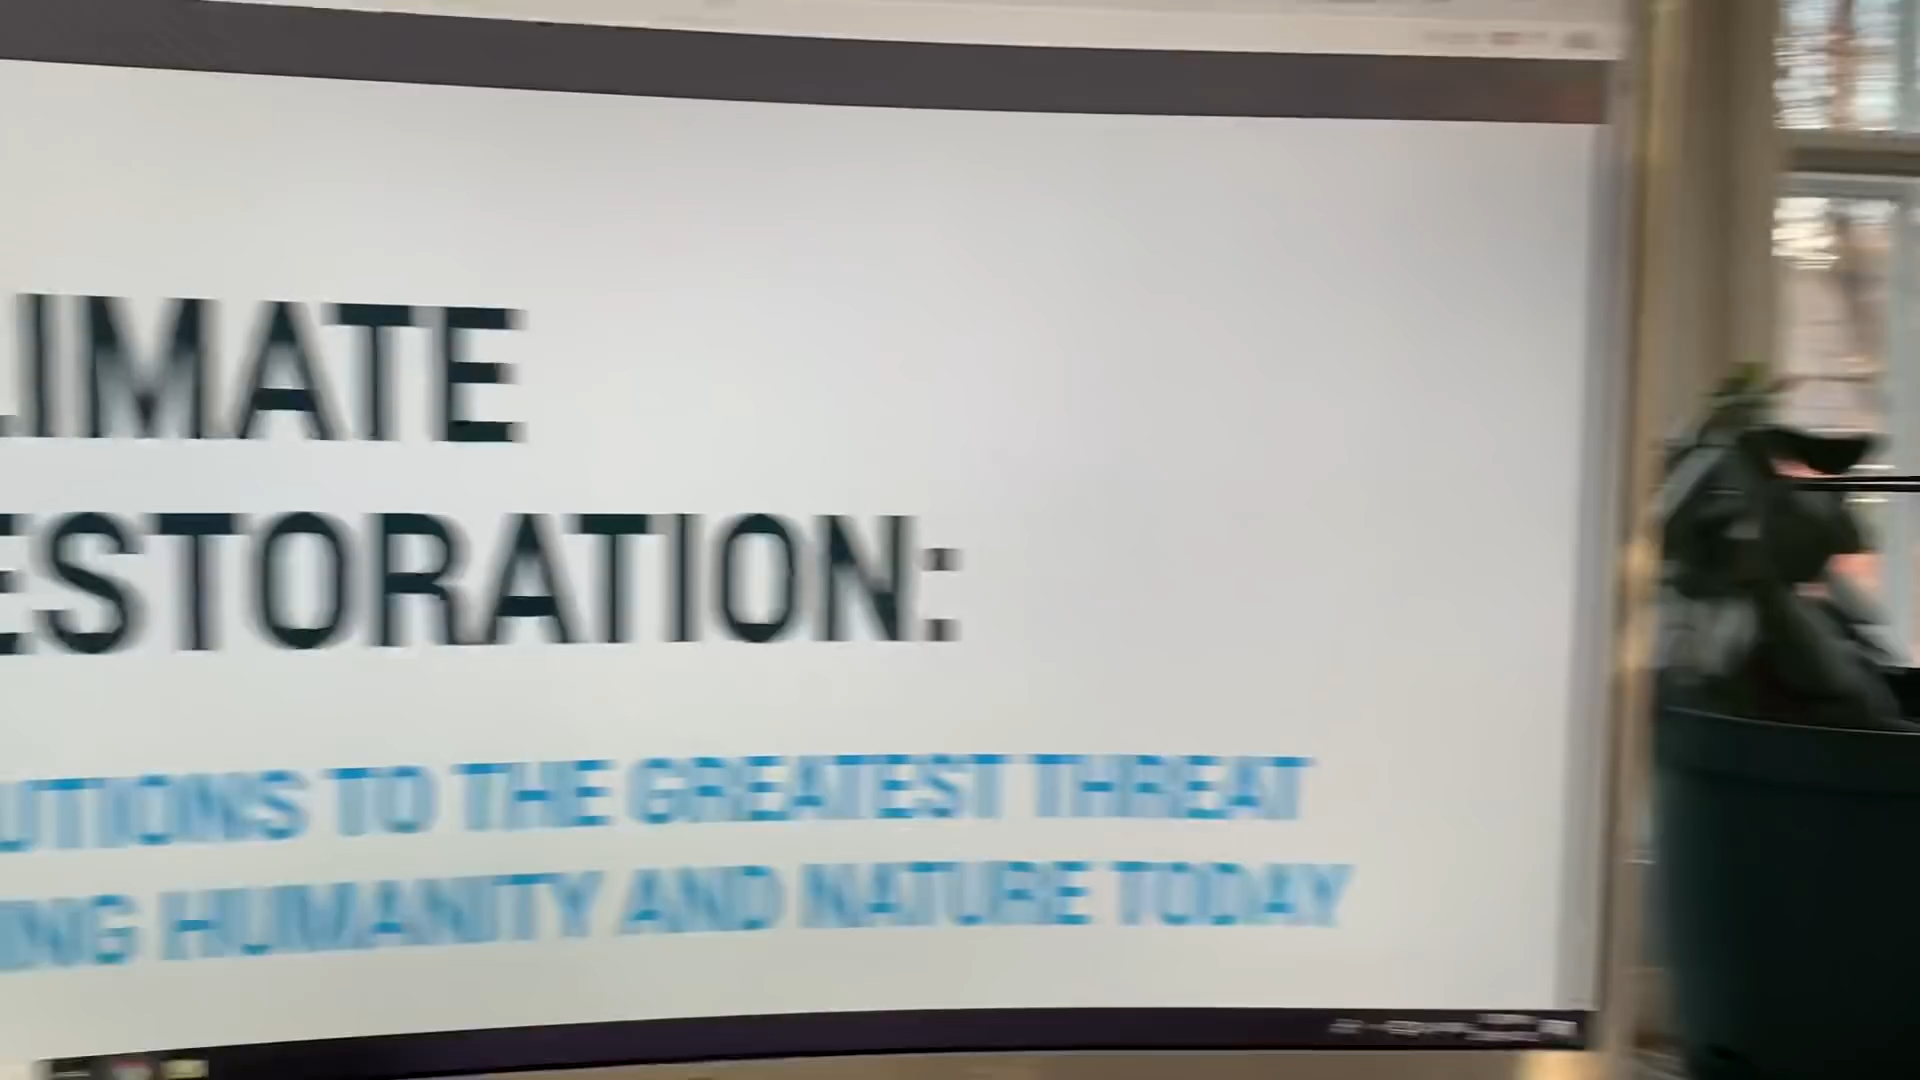 LIMATE
ESTORATION:
UTIONS TO THE GREATEST THREAT
ING HUMANITY AND NATURE TODAY